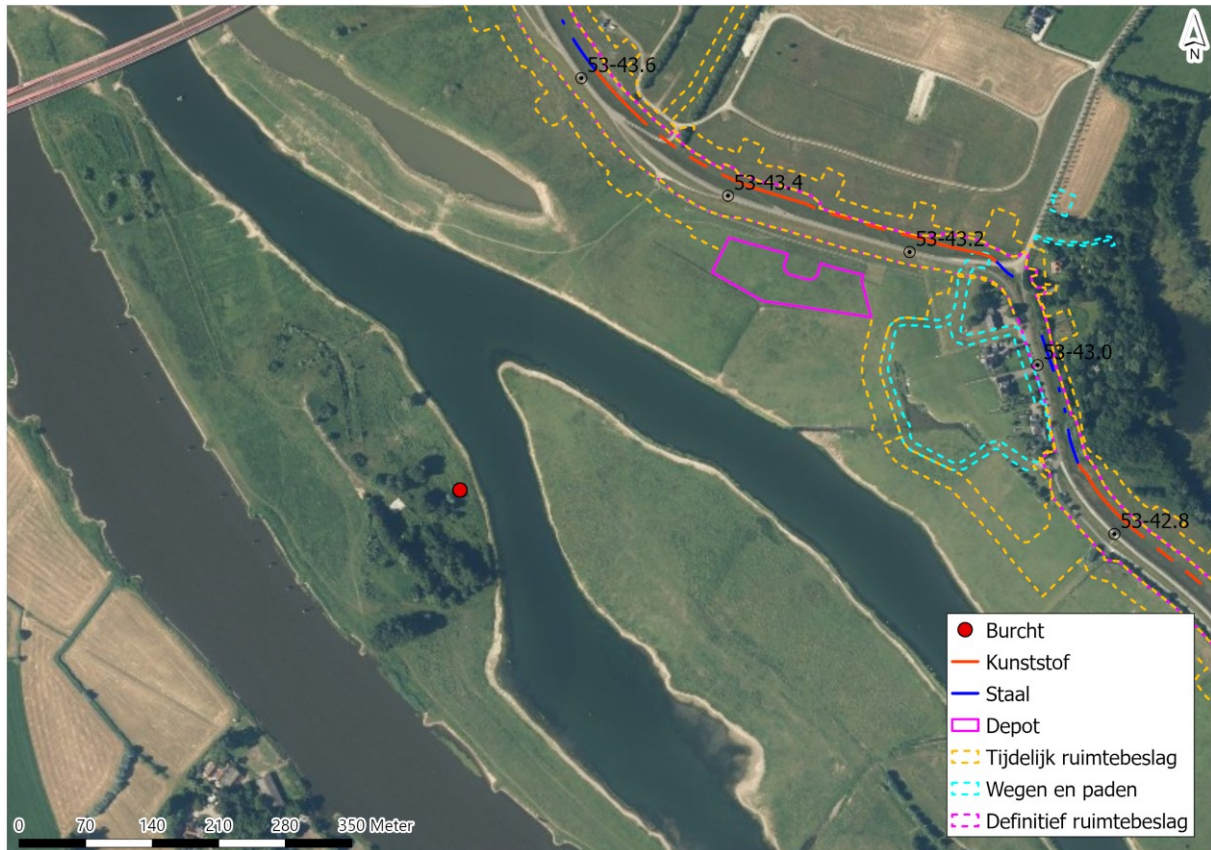 N
53-43.6
53-43.4
53-43.2
53-43.0
53-42.8
Burcht
Kunststof
Staal
Depot
Tijdelijk ruimtebeslag
Wegen en paden
Definitief ruimtebeslag
0 70 140 210 280 350 Meter